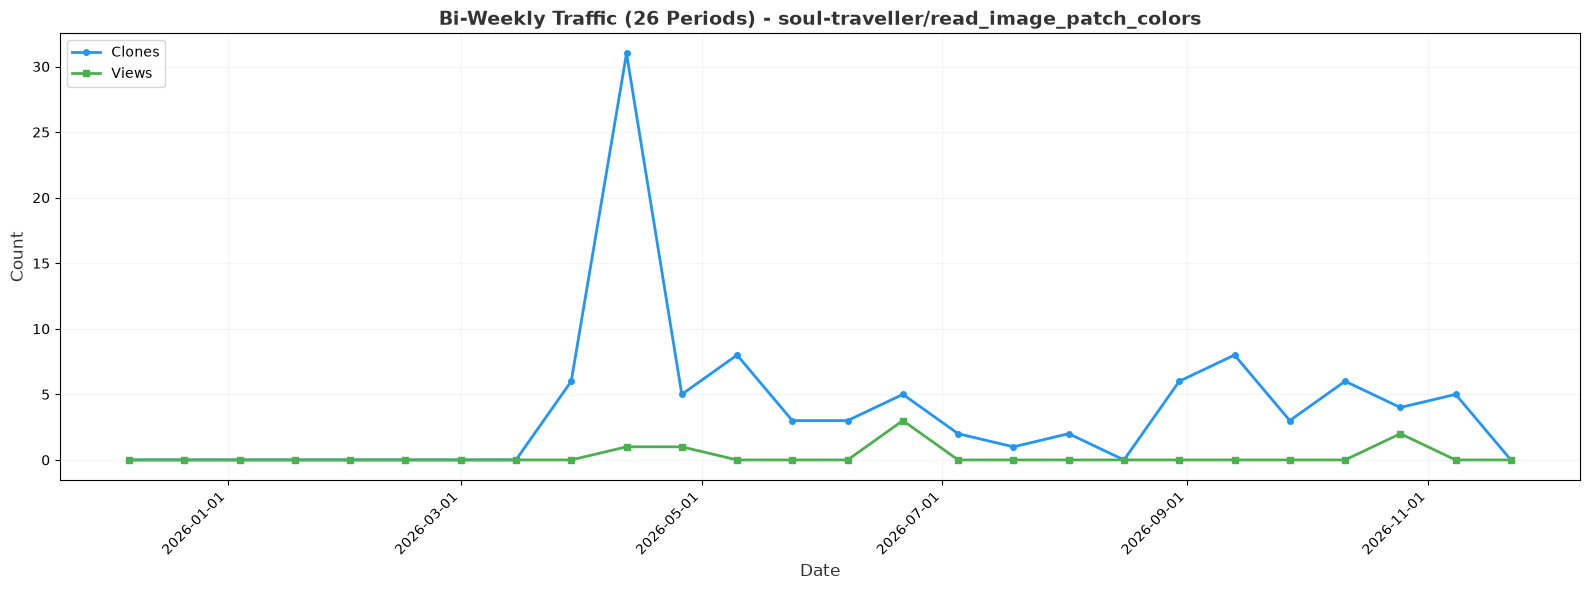 Bi-Weekly Traffic (26 Periods) - soul-traveller/read_image_patch_colors
Clones
Views
Count
30
25
20
15
10
5
0
2026-01-01
2026-03-01
2026-05-01
2026-07-01
2026-09-01
2026-11-01
Date